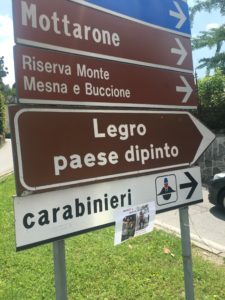 Mottarone
Riserva Monte
Mesna e Buccione
Legro
paese dipinto
carabinieri